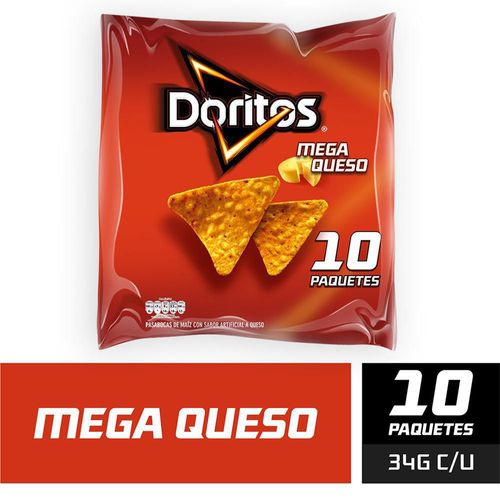 Doritos
®
MEGA
QUESO
10
PAQUETES
PASABOCAS DE MAÍZ CON SABOR ARTIFICIAL A QUESO
MEGA QUESO
10
PAQUETES
34G C/U